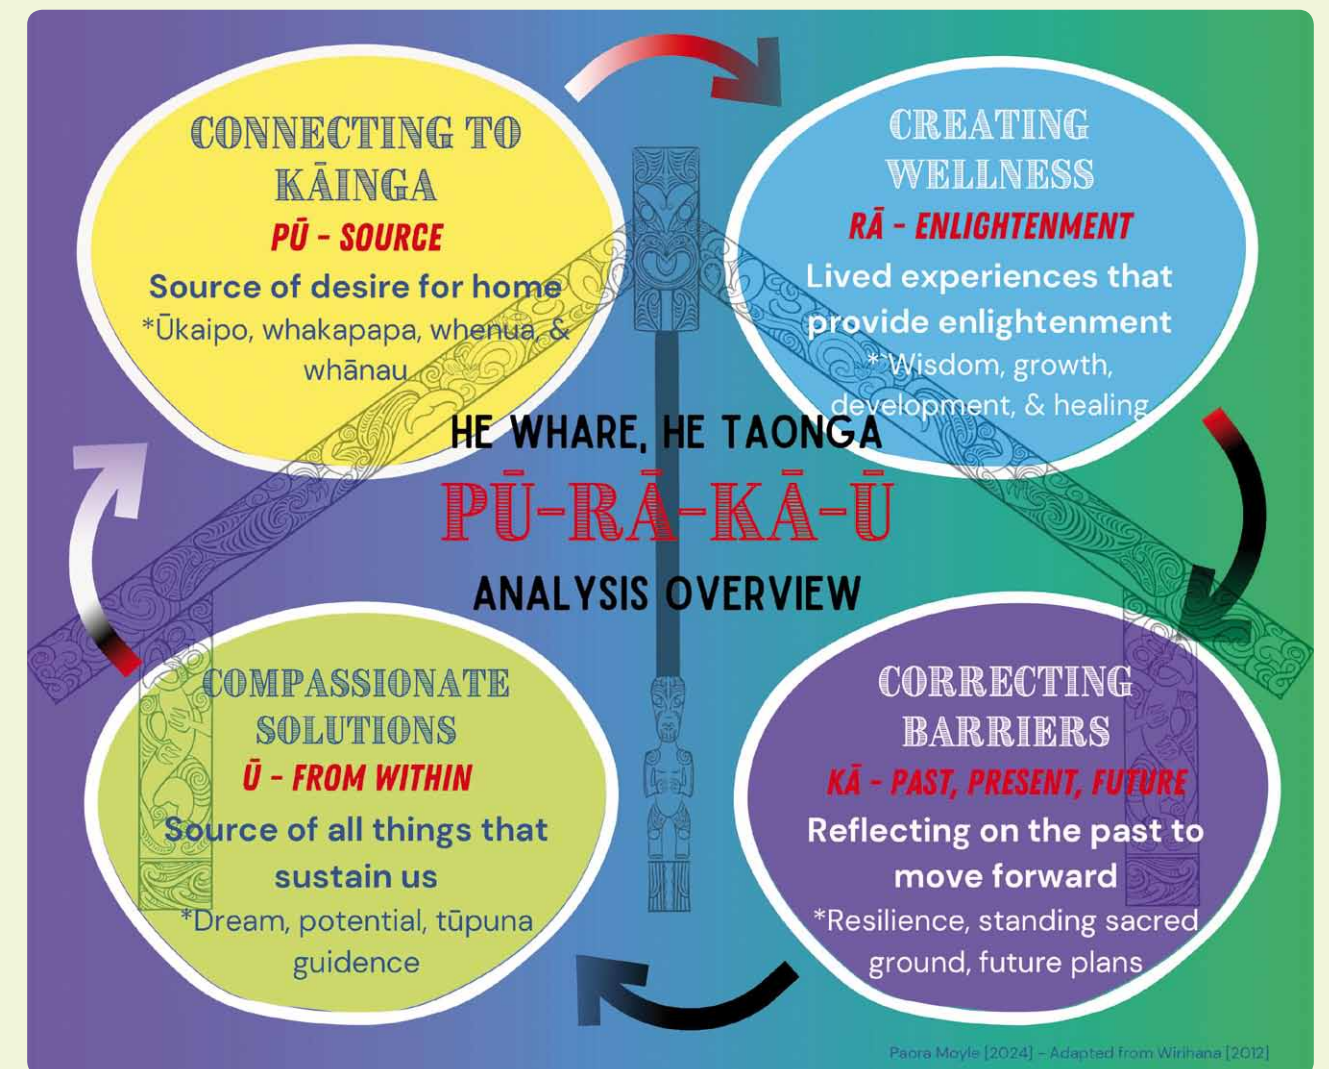 CONNECTING TO
KĀINGA
PŪ - SOURCE
Source of desire for home
*Ūkaipo, whakapapa, whenua, &
whānau
CREATING
WELLNESS
RĀ - ENLIGHTENMENT
Lived experiences that
provide enlightenment
* Wisdom, growth,
development, & healing
HE WHARE, HE TAONGA
PŪ-RĀ-KĀ-Ū
ANALYSIS OVERVIEW
COMPASSIONATE
SOLUTIONS
Ū - FROM WITHIN
Source of all things that
sustain us
*Dream, potential, tūpuna
guidence
CORRECTING
BARRIERS
KĀ - PAST, PRESENT, FUTURE
Reflecting on the past to
move forward
*Resilience, standing sacred
ground, future plans
Paora Moyle [2024] - Adapted from Wirihana [2012]